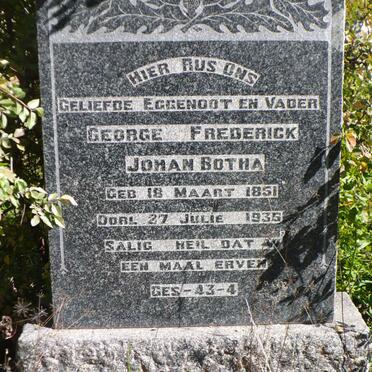 HIER RUS ONS
GELIEFDE EGGENOOT EN VADER
GEORGE FREDERICK
JOHAN BOTHA
GEB 18 MAART 1851
OORL 27 JULIE 1935
SALIG HEIL DAT
EEN MAAL ERVEN
GES-43-4